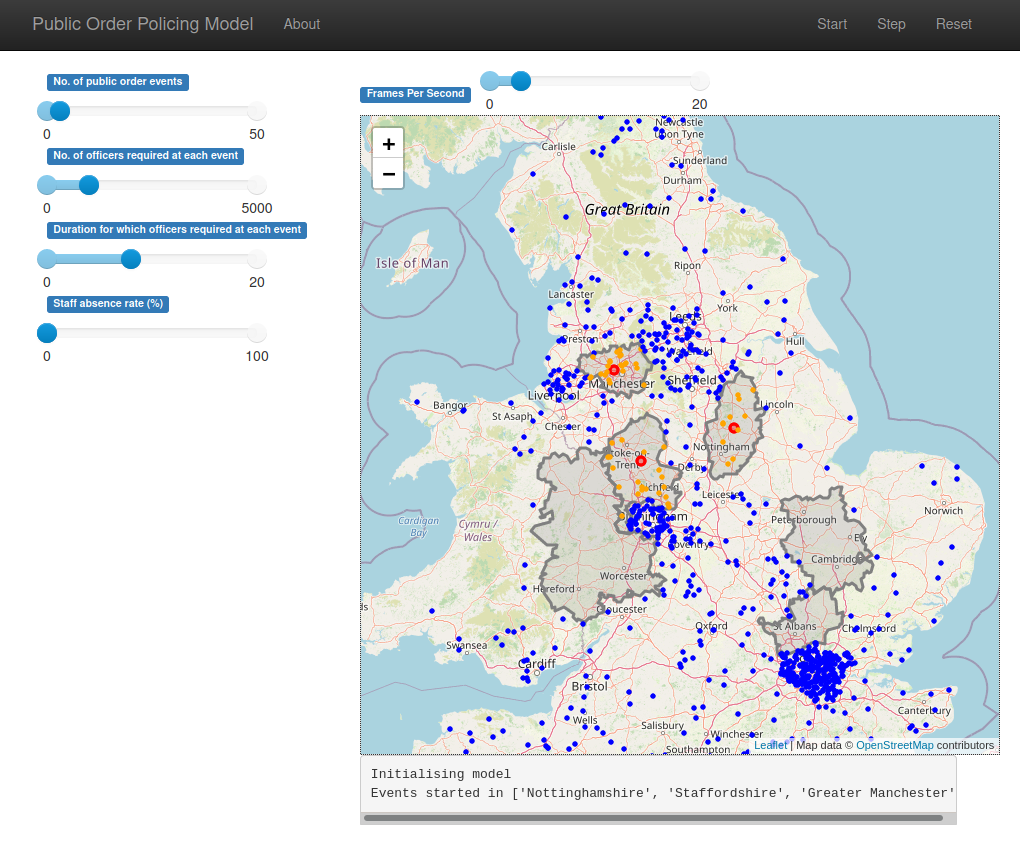 Public Order Policing Model About Start Step Reset
No. of public order events
0 50
No. of officers required at each event
0 5000
Duration for which officers required at each event
0 20
Staff absence rate (%)
0 100
Frames Per Second
0 20
+
−
Newcastle
upon Tyne
Carlisle
Sunderland
Durham
Great Britain
Isle of Man
Ripon
Lancaster
York
Leeds
Preston
Hull
Manchester
Sheffield
Liverpool
Bangor
St Asaph
Lincoln
Chester
Nottingham
Stoke-on-
Trent
Derby
Lichfield
Leicester
Norwich
Peterborough
Cardigan
Bay
Cymru /
Wales
Ely
Coventry
Cambridge
Worcester
Hereford
Gloucester
St Albans
Oxford
Chelmsford
Swansea
Cardiff
Bristol
Canterbury
Wells
Salisbury
Winchester
Southampton
Leaflet | Map data © OpenStreetMap contributors
Initialising model
Events started in ['Nottinghamshire', 'Staffordshire', 'Greater Manchester'